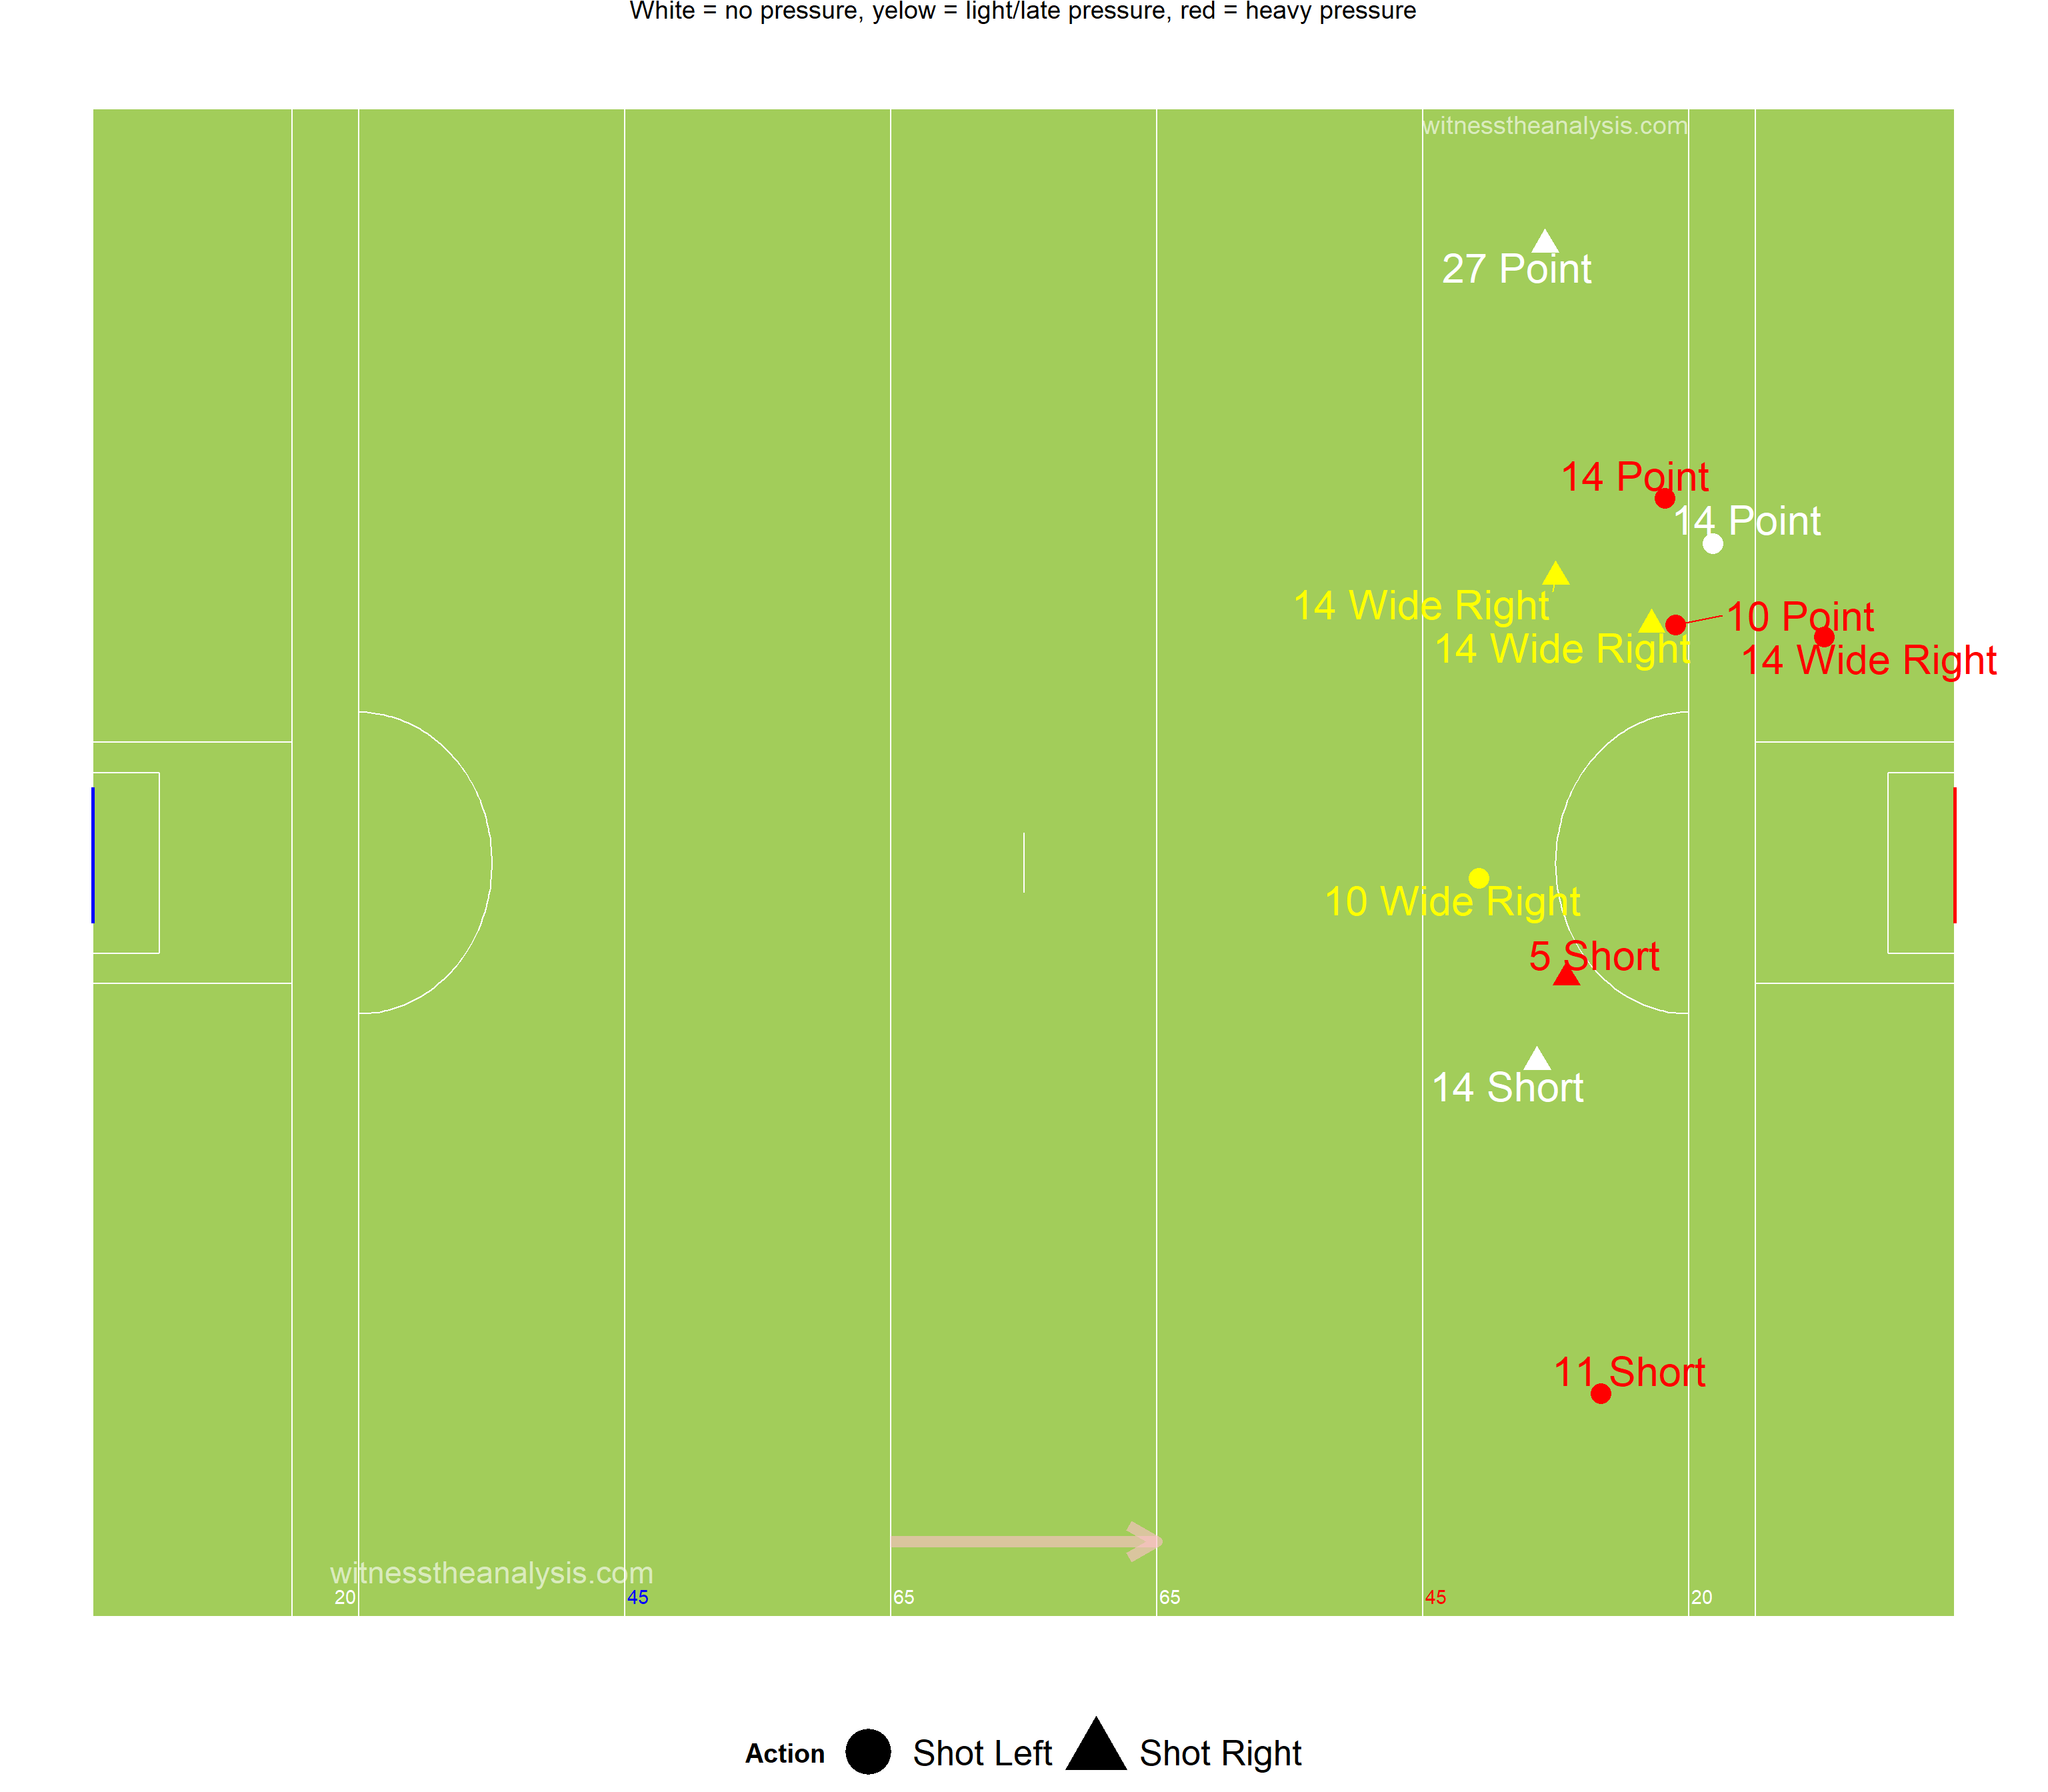 White = no pressure, yelow = light/late pressure, red = heavy pressure
witnesstheanalysis.com
27 Point
14 Point
14 Point
14 Wide Right
10 Point
14 Wide Right
14 Wide Right
10 Wide Right
5 Short
14 Short
11 Short
witnesstheanalysis.com
20 45 65 65 45 20
Action Shot Left Shot Right